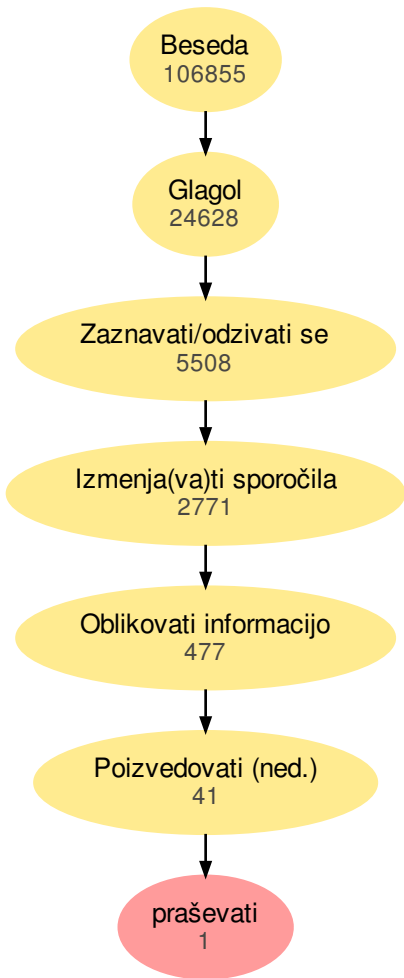 Beseda
106855
Glagol
24628
Zaznavati/odzivati se
5508
Izmenja(va)ti sporočila
2771
Oblikovati informacijo
477
Poizvedovati (ned.)
41
praševati
1